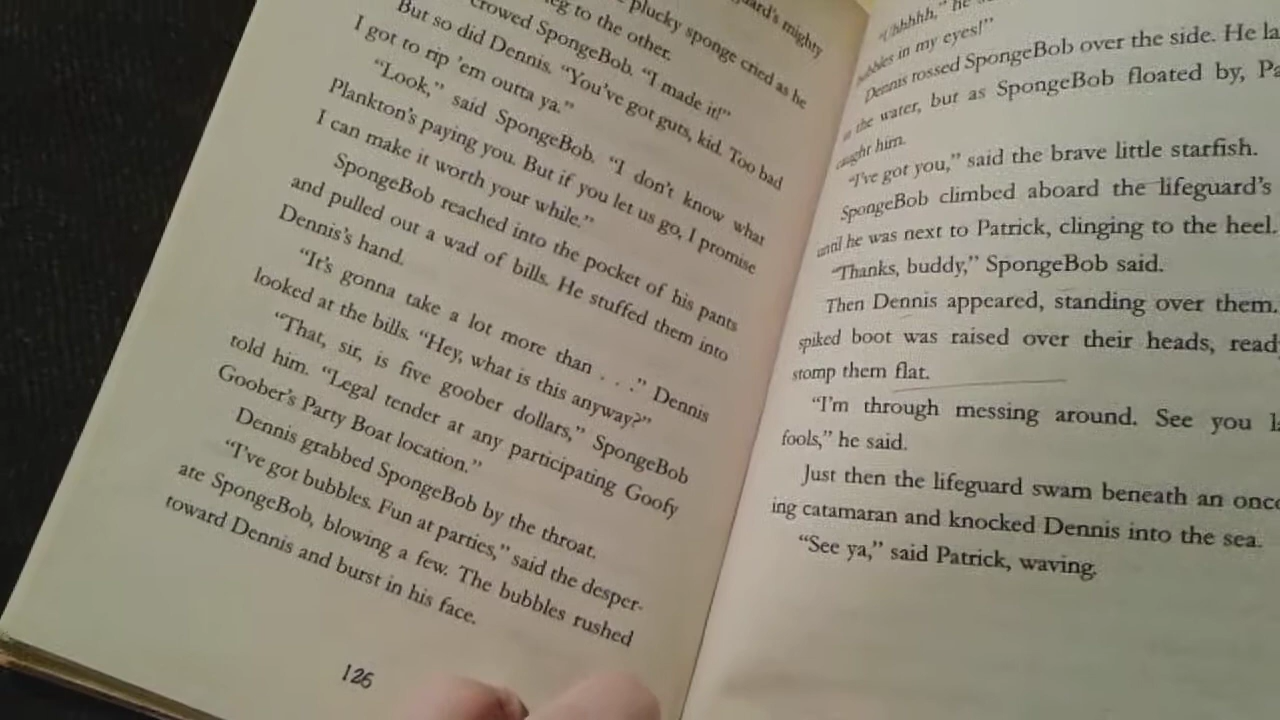 guard's mighty
plucky sponge cried as he
leg to the other.
crowed SpongeBob. "I made it!"
But so did Dennis. "You've got guts, kid. Too bad
I got to rip 'em outta ya."
"Look," said SpongeBob. "I don't know what
Plankton's paying you. But if you let us go, I promise
I can make it worth your while."
SpongeBob reached into the pocket of his pants
and pulled out a wad of bills. He stuffed them into
Dennis's hand.
"It's gonna take a lot more than . . ." Dennis
looked at the bills. "Hey, what is this anyway?"
"That, sir, is five goober dollars," SpongeBob
told him. "Legal tender at any participating Goofy
Goober's Party Boat location."
Dennis grabbed SpongeBob by the throat.
"I've got bubbles. Fun at parties," said the desper-
ate SpongeBob, blowing a few. The bubbles rushed
toward Dennis and burst in his face.
126
"Uhhhhh," he
bubbles in my eyes!"
Dennis tossed SpongeBob over the side. He la
in the water, but as SpongeBob floated by, Pa
caught him.
"I've got you," said the brave little starfish.
SpongeBob climbed aboard the lifeguard's
until he was next to Patrick, clinging to the heel.
"Thanks, buddy," SpongeBob said.
Then Dennis appeared, standing over them.
spiked boot was raised over their heads, read
stomp them flat.
"I'm through messing around. See you la
fools," he said.
Just then the lifeguard swam beneath an onco
ing catamaran and knocked Dennis into the sea.
"See ya," said Patrick, waving.